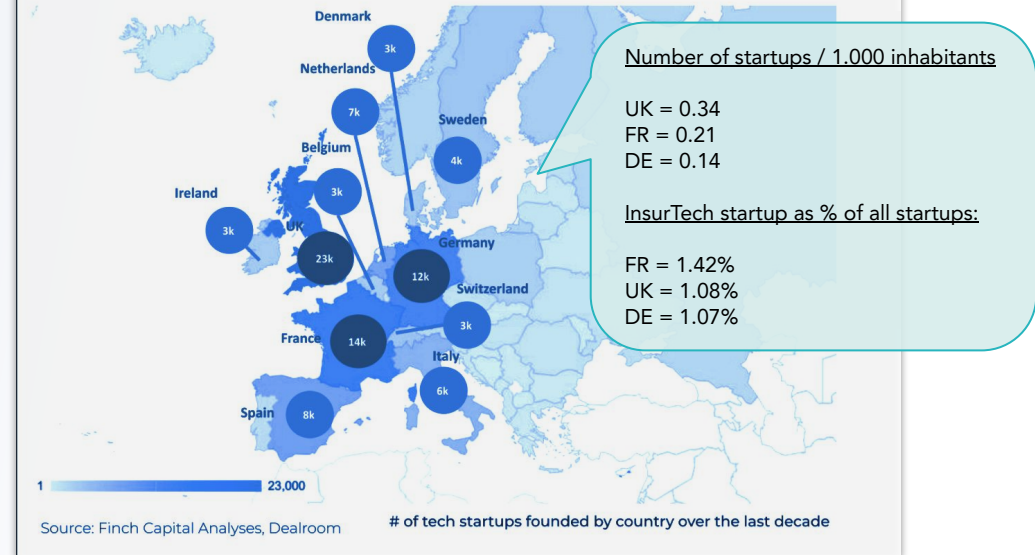 Denmark
3k
Netherlands
7k
Sweden
4k
Belgium
3k
Ireland
3k
UK
23k
Germany
12k
Switzerland
3k
France
14k
Italy
6k
Spain
8k
1
23,000
Source: Finch Capital Analyses, Dealroom
# of tech startups founded by country over the last decade
Number of startups / 1.000 inhabitants
UK = 0.34
FR = 0.21
DE = 0.14
InsurTech startup as % of all startups:
FR = 1.42%
UK = 1.08%
DE = 1.07%